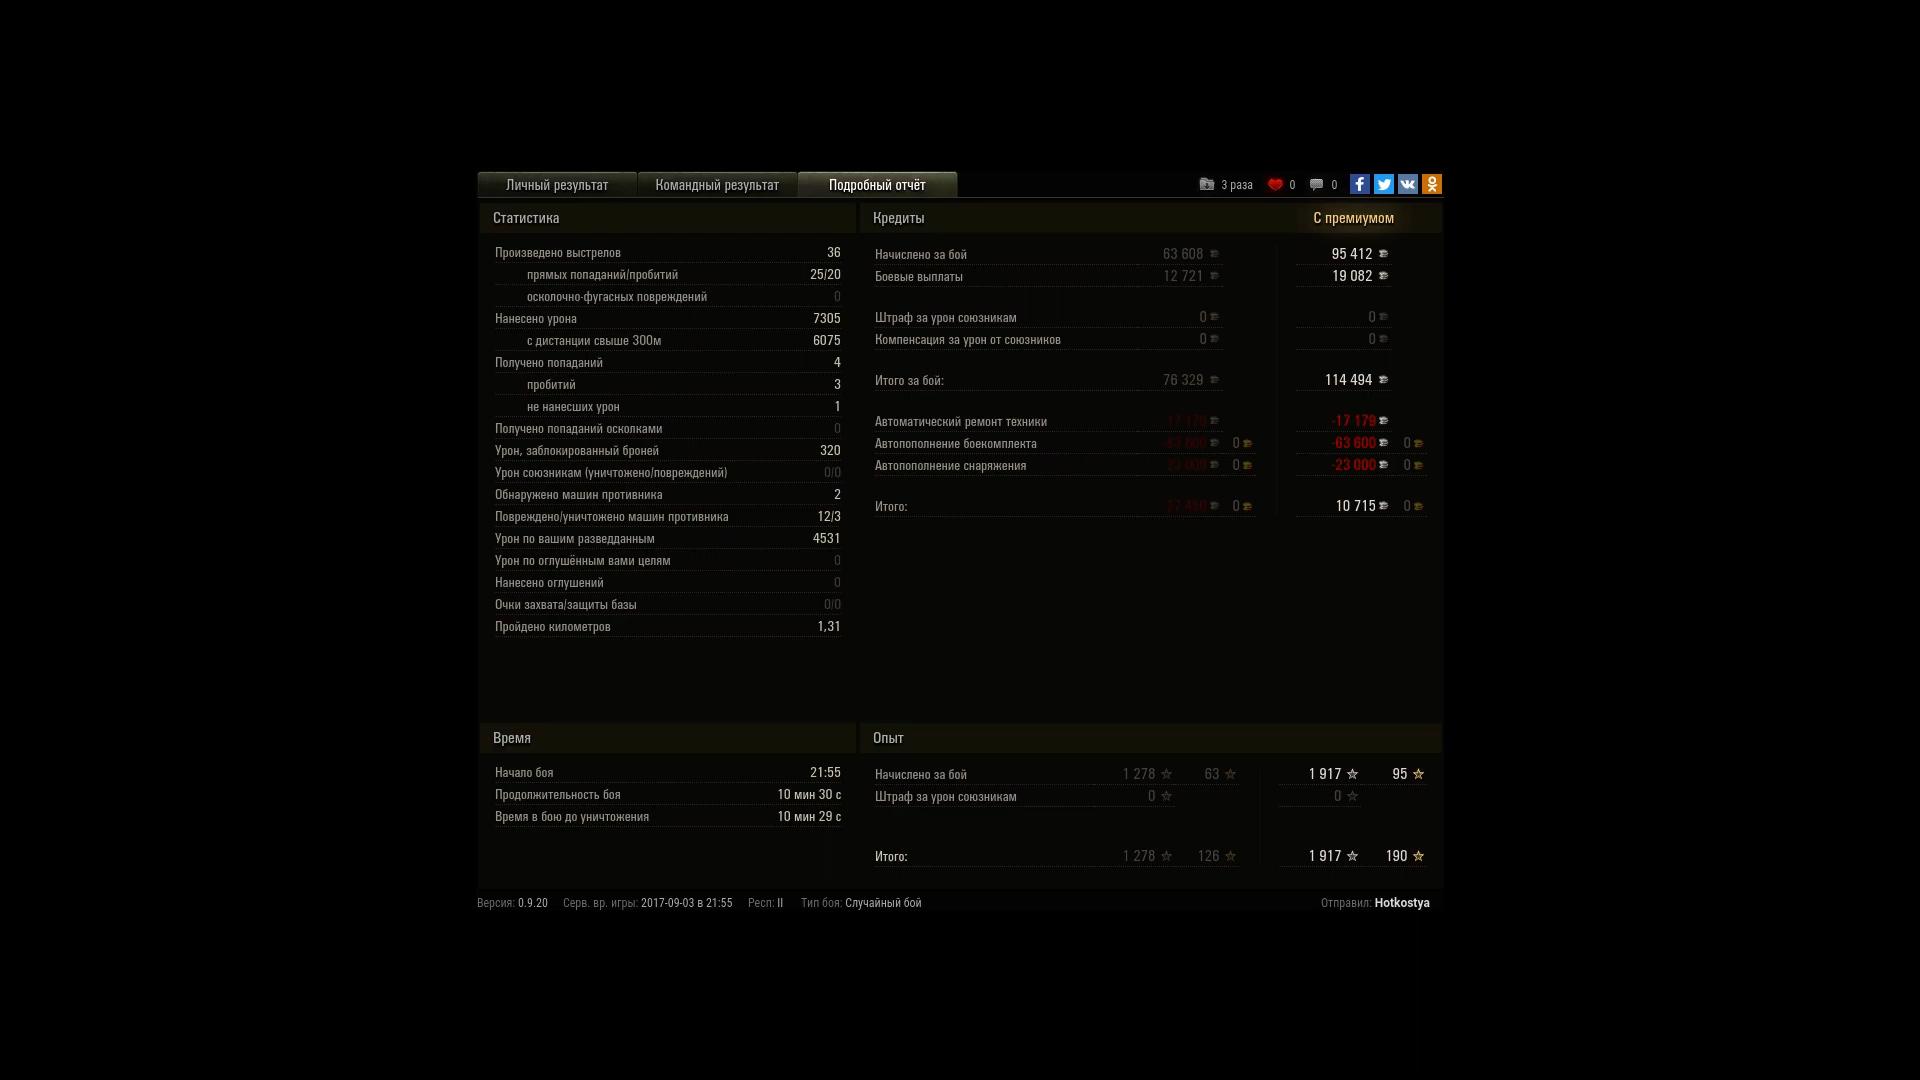 Личный результат Командный результат Подробный отчёт 3 раза 0 0
Статистика
Произведено выстрелов 36
прямых попаданий/пробитий 25/20
осколочно-фугасных повреждений 0
Нанесено урона 7305
с дистанции свыше 300м 6075
Получено попаданий 4
пробитий 3
не нанесших урон 1
Получено попаданий осколками 0
Урон, заблокированный броней 320
Урон союзникам (уничтожено/повреждений) 0/0
Обнаружено машин противника 2
Повреждено/уничтожено машин противника 12/3
Урон по вашим разведданным 4531
Урон по оглушённым вами целям 0
Нанесено оглушений 0
Очки захвата/защиты базы 0/0
Пройдено километров 1,31
Кредиты С премиумом
Начислено за бой 63 608 95 412
Боевые выплаты 12 721 19 082
Штраф за урон союзникам 0 0
Компенсация за урон от союзников 0 0
Итого за бой: 76 329 114 494
Автоматический ремонт техники -17 179
Автопополнение боекомплекта 0 -63 600 0
Автопополнение снаряжения 0 -23 000 0
Итого: 0 10 715 0
Время
Начало боя 21:55
Продолжительность боя 10 мин 30 с
Время в бою до уничтожения 10 мин 29 с
Опыт
Начислено за бой 1 278 63 1 917 95
Штраф за урон союзникам 0 0
Итого: 1 278 126 1 917 190
Версия: 0.9.20 Серв. вр. игры: 2017-09-03 в 21:55 Респ: II Тип боя: Случайный бой Отправил: Hotkostya